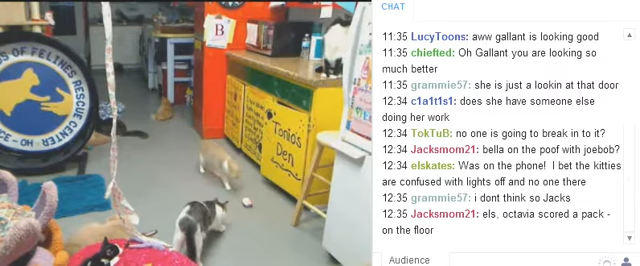 S OF FELINES
RESCUE CENTER
CE - OH
B
Tonio's
Den
CHAT
11:35 LucyToons: aww gallant is looking good
11:35 chiefted: Oh Gallant you are looking so
much better
11:35 grammie57: she is just a lookin at that door
12:34 c1a1t1s1: does she have someone else
doing her work
12:34 TokTuB: no one is going to break in to it?
12:34 Jacksmom21: bella on the poof with joebob?
12:34 elskates: Was on the phone! I bet the kitties
are confused with lights off and no one there
12:35 grammie57: i dont think so Jacks
12:35 Jacksmom21: els, octavia scored a pack -
on the floor
Audience